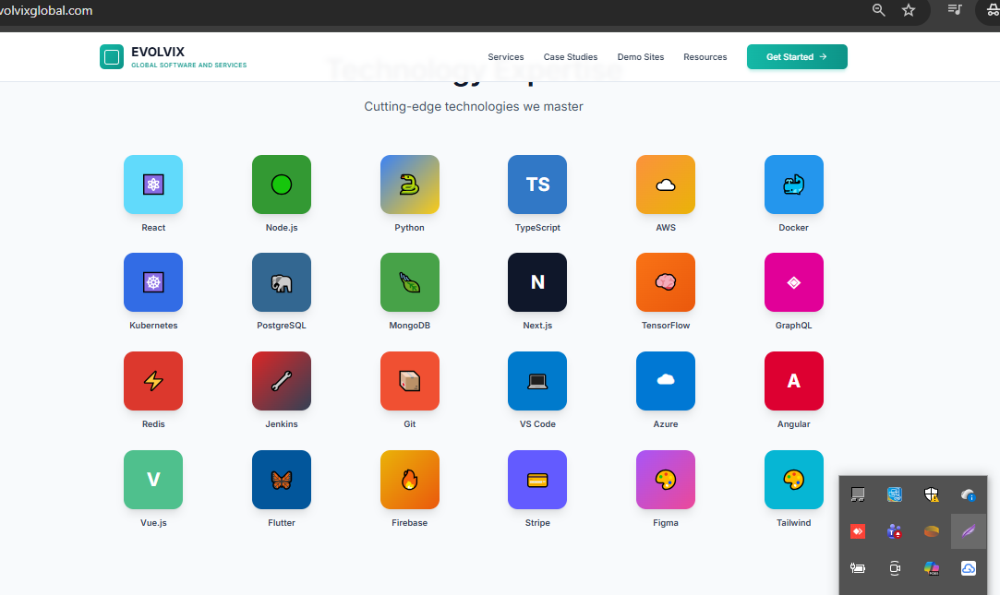 volvixglobal.com
EVOLVIX
GLOBAL SOFTWARE AND SERVICES
Services
Case Studies
Demo Sites
Resources
Get Started →
Technology Expertise
Cutting-edge technologies we master
TS
React
Node.js
Python
TypeScript
AWS
Docker
N
Kubernetes
PostgreSQL
MongoDB
Next.js
TensorFlow
GraphQL
A
Redis
Jenkins
Git
VS Code
Azure
Angular
V
Vue.js
Flutter
Firebase
Stripe
Figma
Tailwind